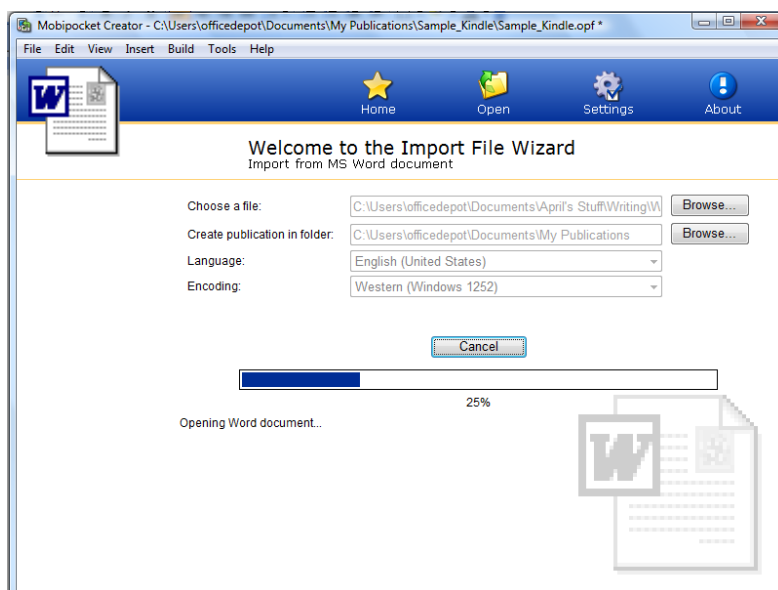 Mobipocket Creator - C:\Users\officedepot\Documents\My Publications\Sample_Kindle\Sample_Kindle.opf *
File Edit View Insert Build Tools Help
W
Home Open Settings About
Welcome to the Import File Wizard
Import from MS Word document
Choose a file: C:\Users\officedepot\Documents\April's Stuff\Writing\W Browse...
Create publication in folder: C:\Users\officedepot\Documents\My Publications Browse...
Language: English (United States)
Encoding: Western (Windows 1252)
Cancel
25%
Opening Word document...
W